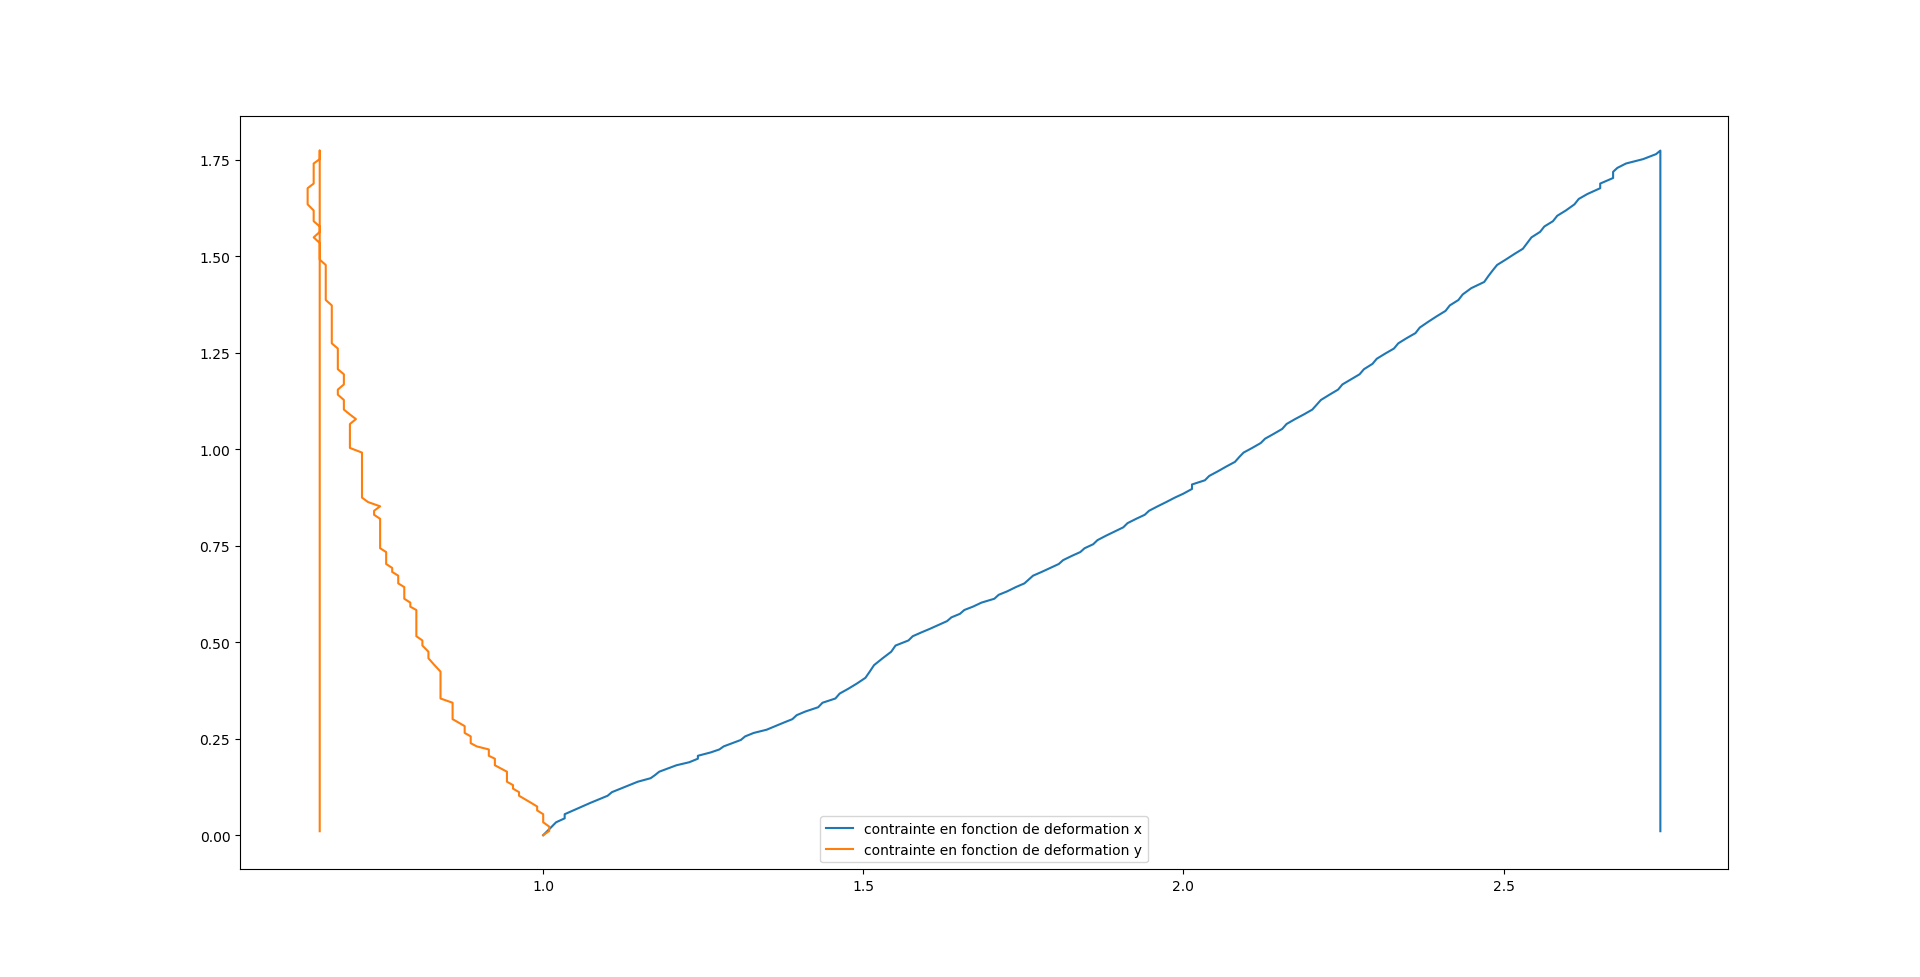 1.75
1.50
1.25
1.00
0.75
0.50
0.25
0.00
contrainte en fonction de deformation x
contrainte en fonction de deformation y
1.0 1.5 2.0 2.5